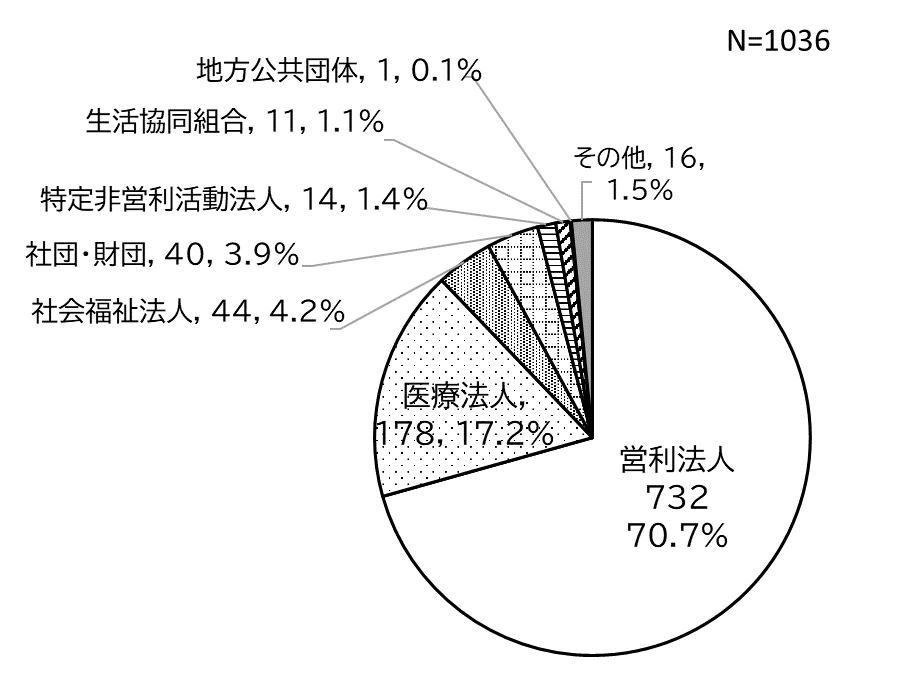 N=1036
地方公共団体, 1, 0.1%
生活協同組合, 11, 1.1%
その他, 16,
1.5%
特定非営利活動法人, 14, 1.4%
社団・財団, 40, 3.9%
社会福祉法人, 44, 4.2%
医療法人,
178, 17.2%
営利法人
732
70.7%